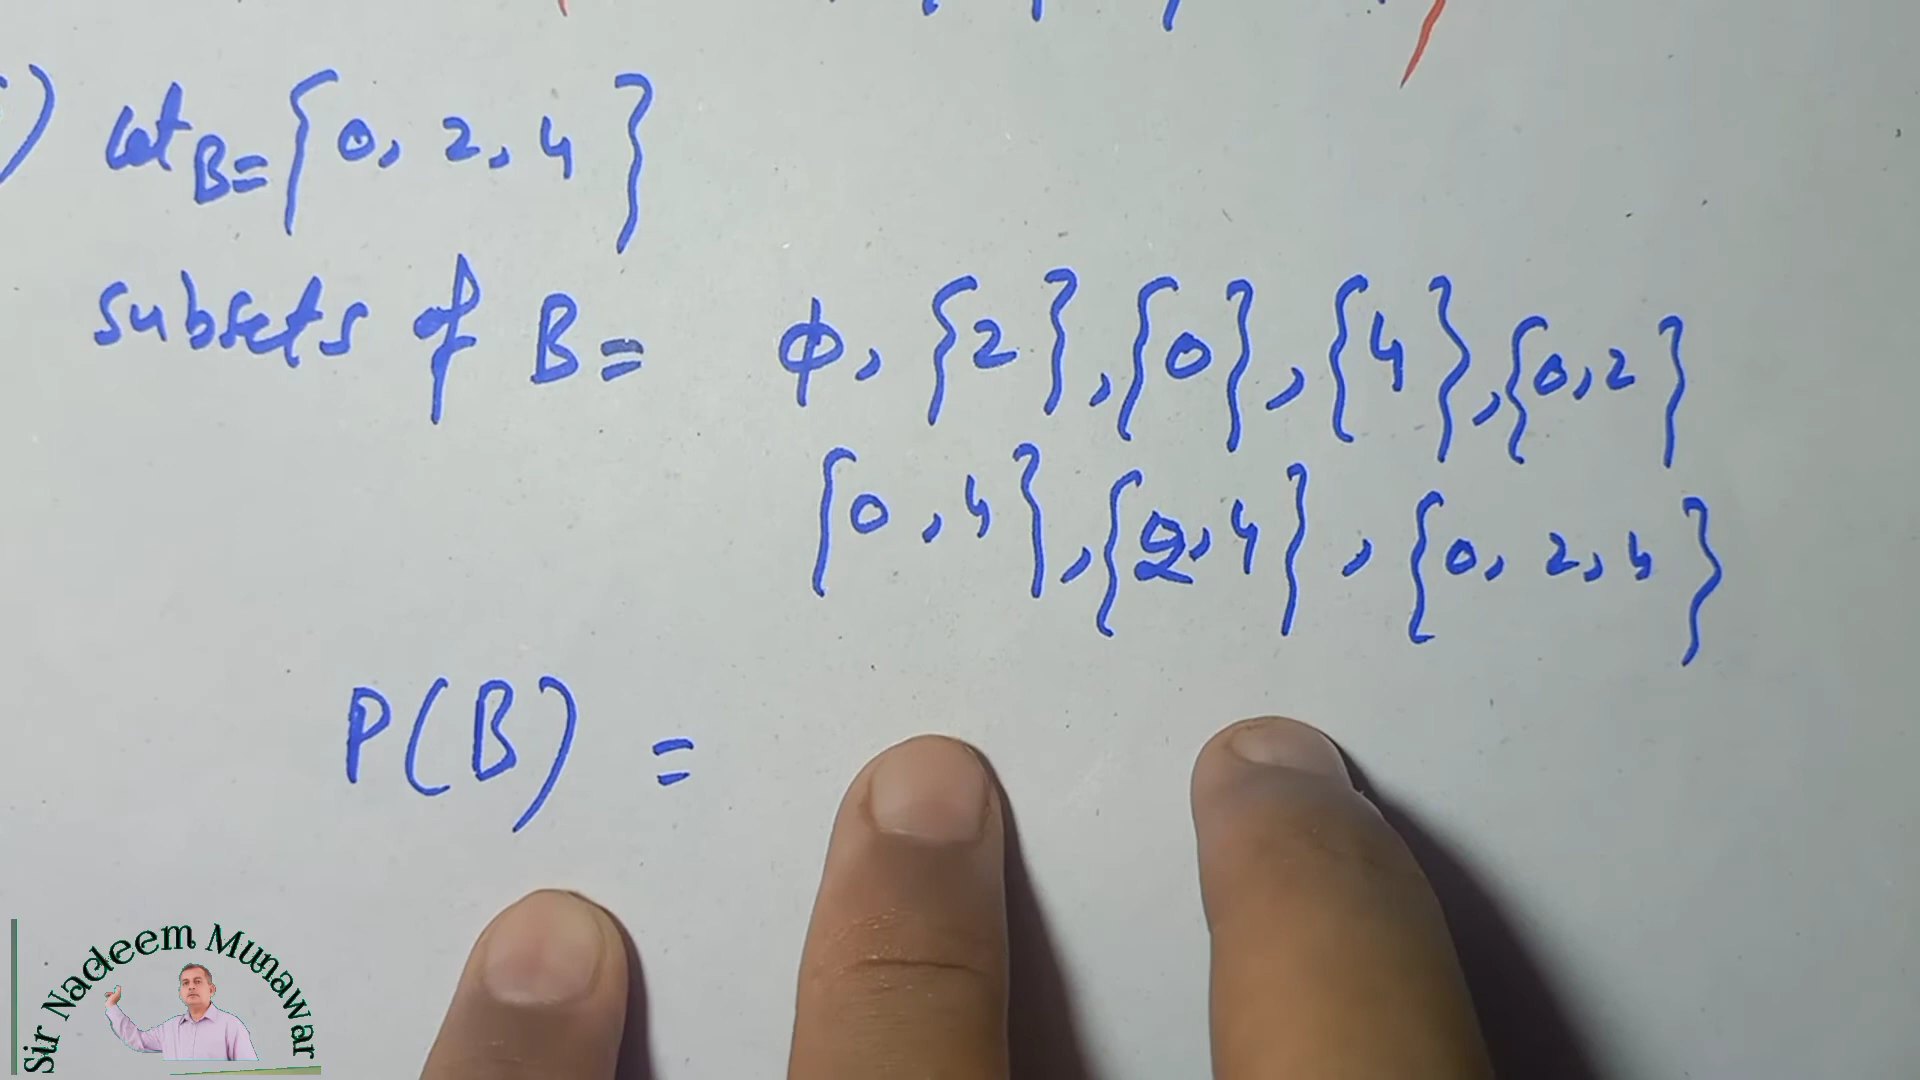 ) let B = { 0, 2, 4 }
subsets of B = φ, {2}, {0}, {4}, {0,2}
{0,4}, {2,4}, {0, 2, 4}
P(B) =
Sir Nadeem Munawar